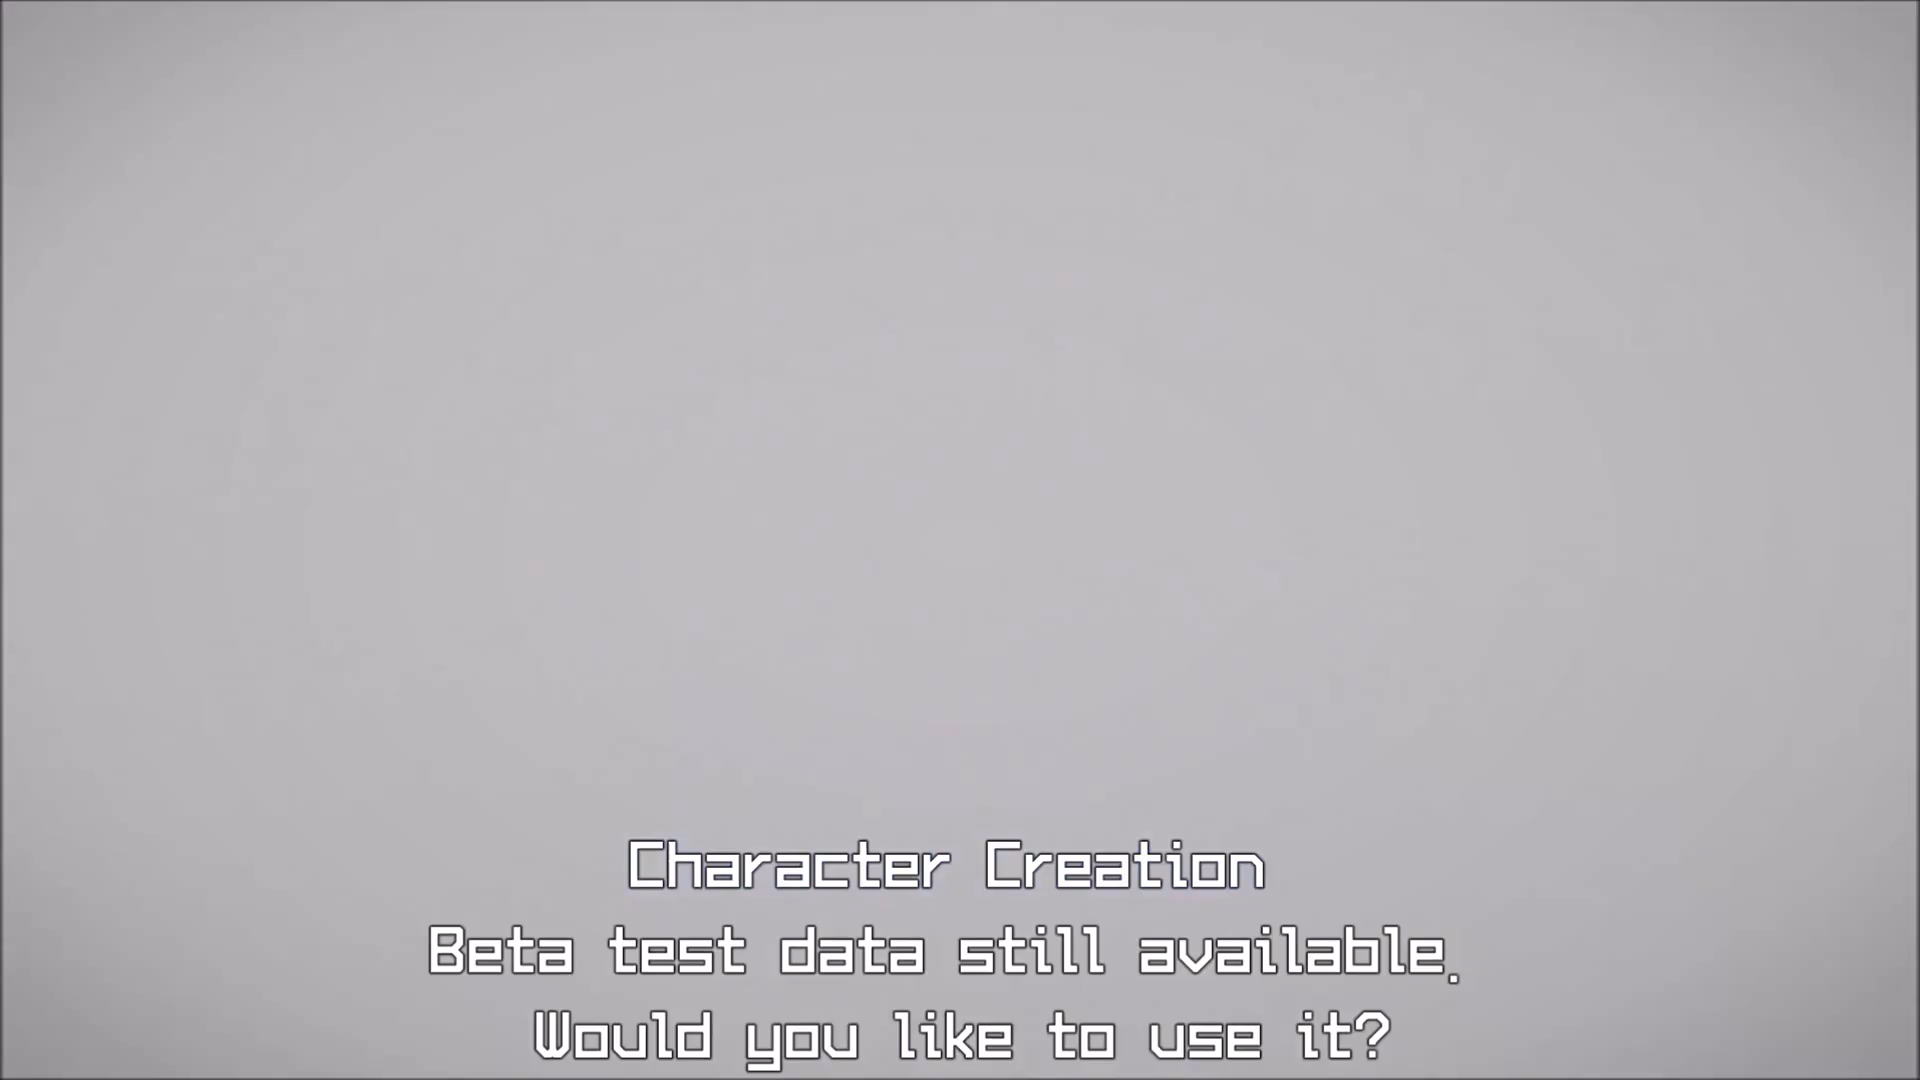 Character Creation
Beta test data still available.
Would you like to use it?